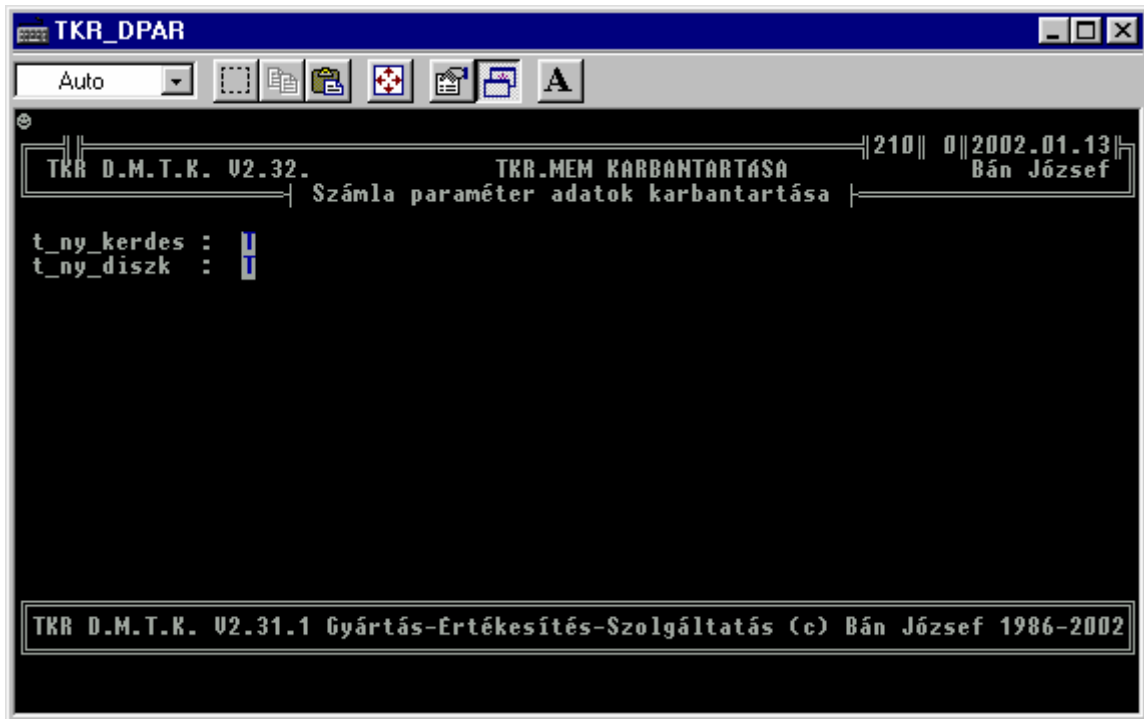 TKR_DPAR
Auto
A
210 0 2002.01.13
TKR D.M.T.K. V2.32. TKR.MEM KARBANTARTáSA Bán József
Számla paraméter adatok karbantartása
t_ny_kerdes : T
t_ny_diszk : T
TKR D.M.T.K. V2.31.1 Gyártás-Értékesítés-Szolgáltatás (c) Bán József 1986-2002